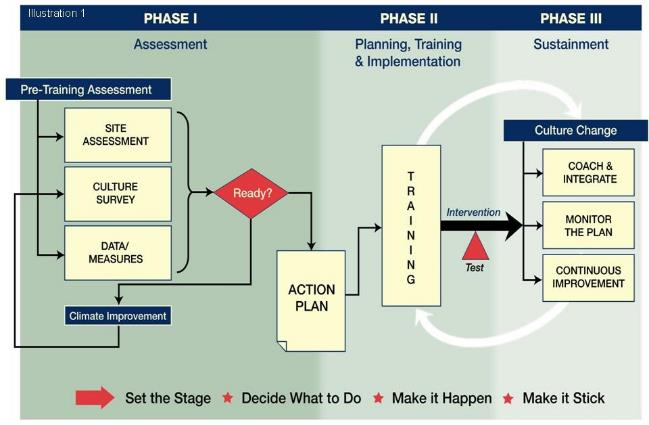 Illustration 1
PHASE I
PHASE II
PHASE III
Assessment
Planning, Training
& Implementation
Sustainment
Pre-Training Assessment
SITE
ASSESSMENT
CULTURE
SURVEY
DATA/
MEASURES
Climate Improvement
Ready?
ACTION
PLAN
TRAINING
Intervention
Test
Culture Change
COACH &
INTEGRATE
MONITOR
THE PLAN
CONTINUOUS
IMPROVEMENT
Set the Stage ★ Decide What to Do ★ Make it Happen ★ Make it Stick